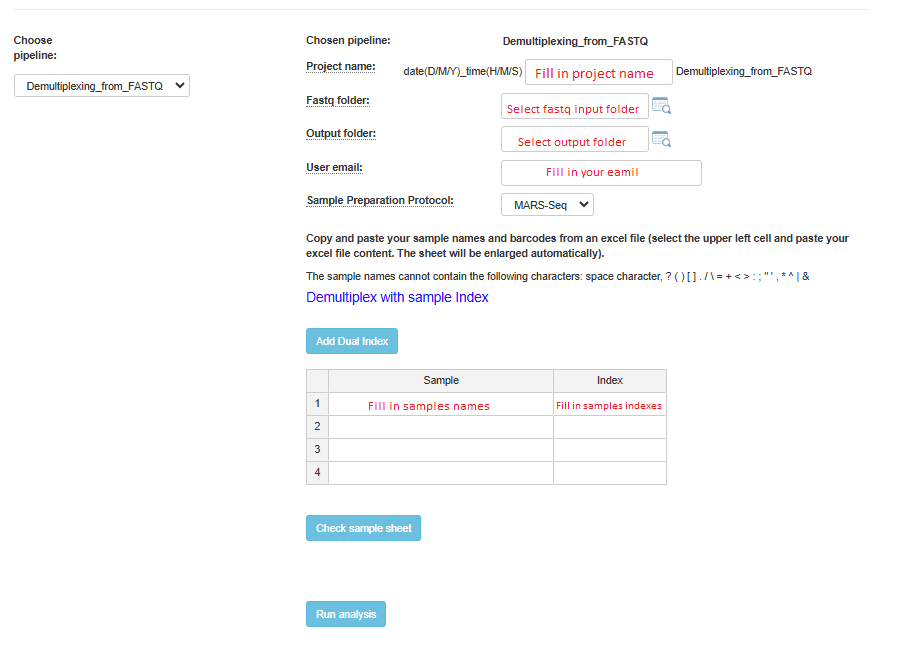 Choose
pipeline:
Demultiplexing_from_FASTQ
Chosen pipeline:
Demultiplexing_from_FASTQ
Project name:
date(D/M/Y)_time(H/M/S)
Fill in project name
Demultiplexing_from_FASTQ
Fastq folder:
Select fastq input folder
Output folder:
Select output folder
User email:
Fill in your eamil
Sample Preparation Protocol:
MARS-Seq
Copy and paste your sample names and barcodes from an excel file (select the upper left cell and paste your
excel file content. The sheet will be enlarged automatically).
The sample names cannot contain the following characters: space character, ? ( ) [ ] . / \ = + < > : ; " ' , * ^ | &
Demultiplex with sample Index
Add Dual Index
Sample Index
1 Fill in samples names Fill in samples indexes
2
3
4
Check sample sheet
Run analysis